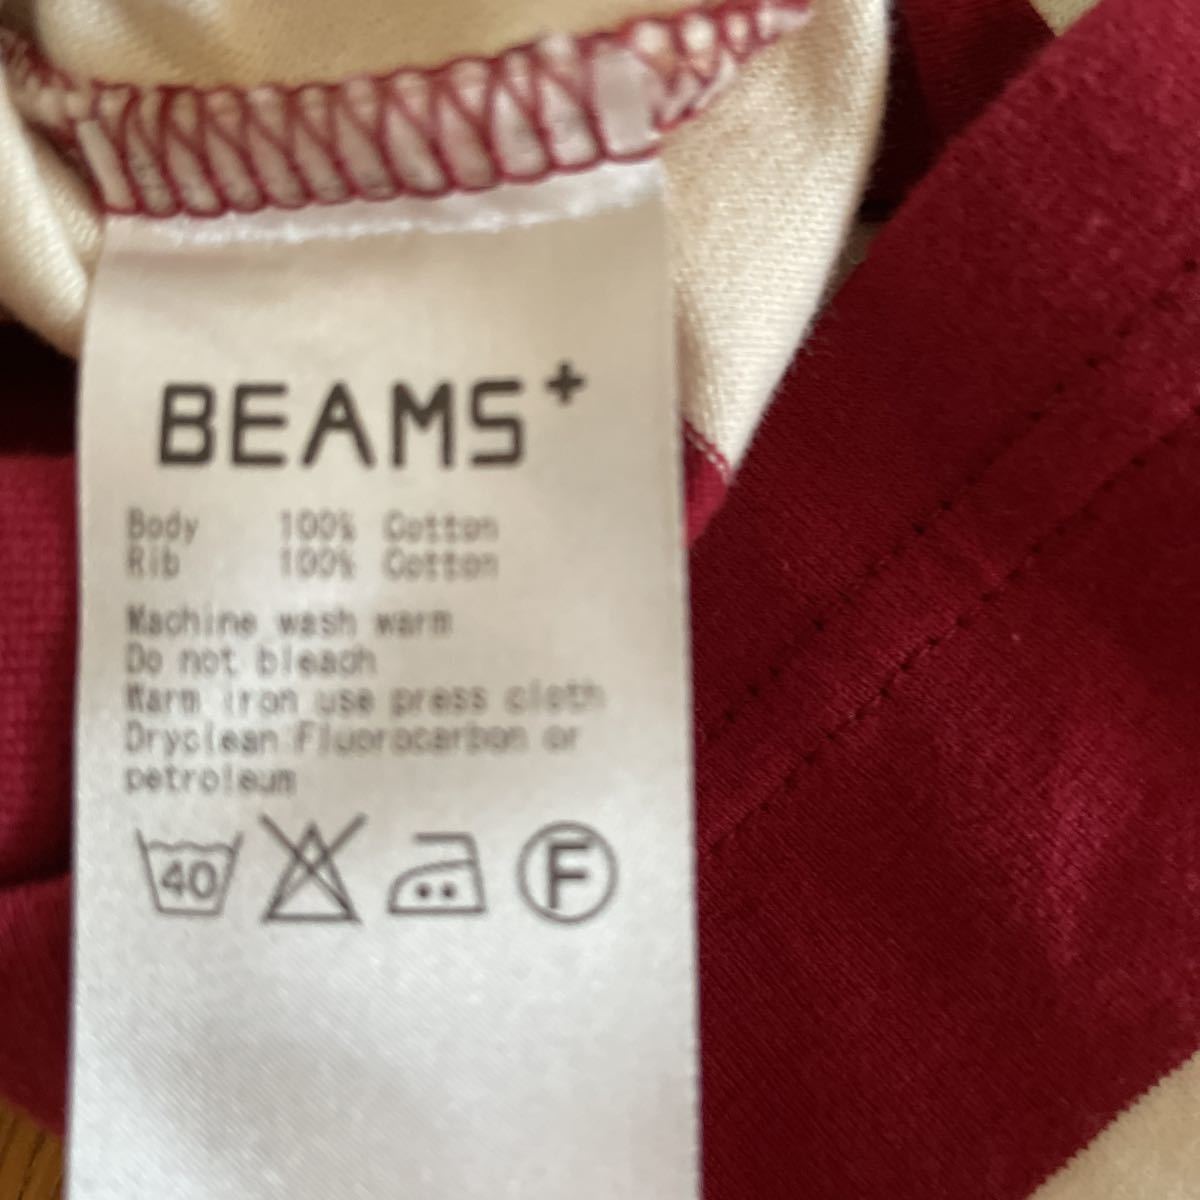 BEAMS+
Body 100% Cotton
Rib 100% Cotton
Machine wash warm
Do not bleach
Warm iron use press cloth
Dryclean Fluorocarbon or
petroleum
40 F